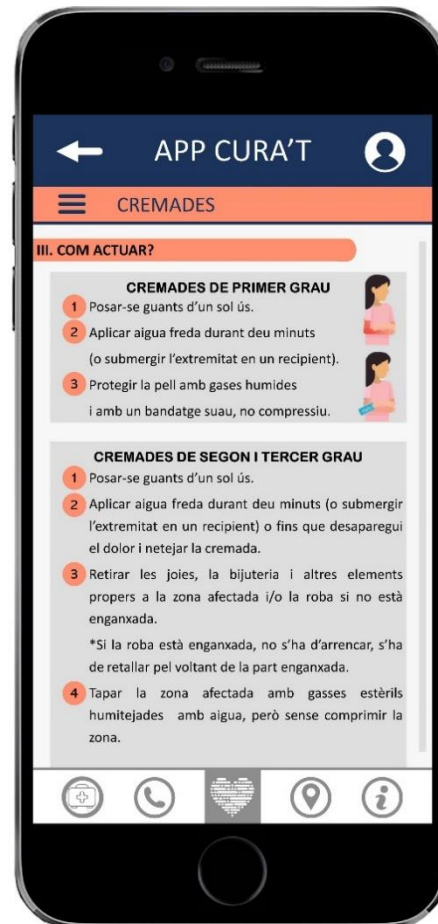 APP CURA'T
CREMADES
III. COM ACTUAR?
CREMADES DE PRIMER GRAU
1 Posar-se guants d'un sol ús.
2 Aplicar aigua freda durant deu minuts
(o submergir l'extremitat en un recipient).
3 Protegir la pell amb gases humides
i amb un bandatge suau, no compressiu.
CREMADES DE SEGON I TERCER GRAU
1 Posar-se guants d'un sol ús.
2 Aplicar aigua freda durant deu minuts (o submergir
l'extremitat en un recipient) o fins que desaparegui
el dolor i netejar la cremada.
3 Retirar les joies, la bijuteria i altres elements
propers a la zona afectada i/o la roba si no està
enganxada.
*Si la roba està enganxada, no s'ha d'arrencar, s'ha
de retallar pel voltant de la part enganxada.
4 Tapar la zona afectada amb gasses estèrils
humitejades amb aigua, però sense comprimir la
zona.